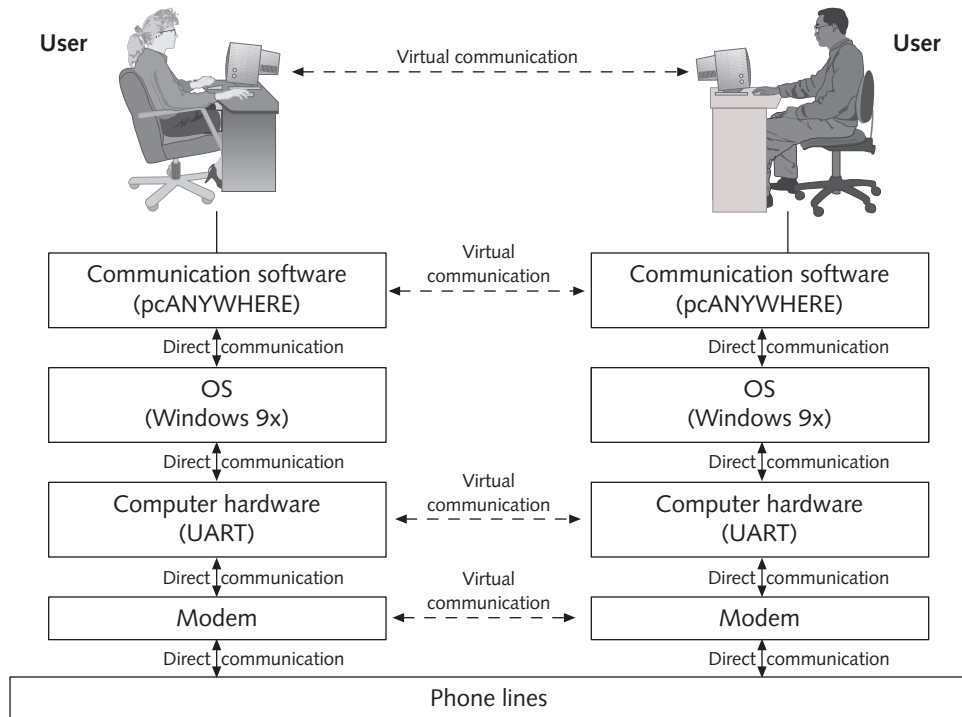 User
Virtual communication
User
Communication software
(pcANYWHERE)
Virtual
communication
Communication software
(pcANYWHERE)
Direct communication
Direct communication
OS
(Windows 9x)
OS
(Windows 9x)
Direct communication
Direct communication
Computer hardware
(UART)
Virtual
communication
Computer hardware
(UART)
Direct communication
Direct communication
Modem
Virtual
communication
Modem
Direct communication
Direct communication
Phone lines